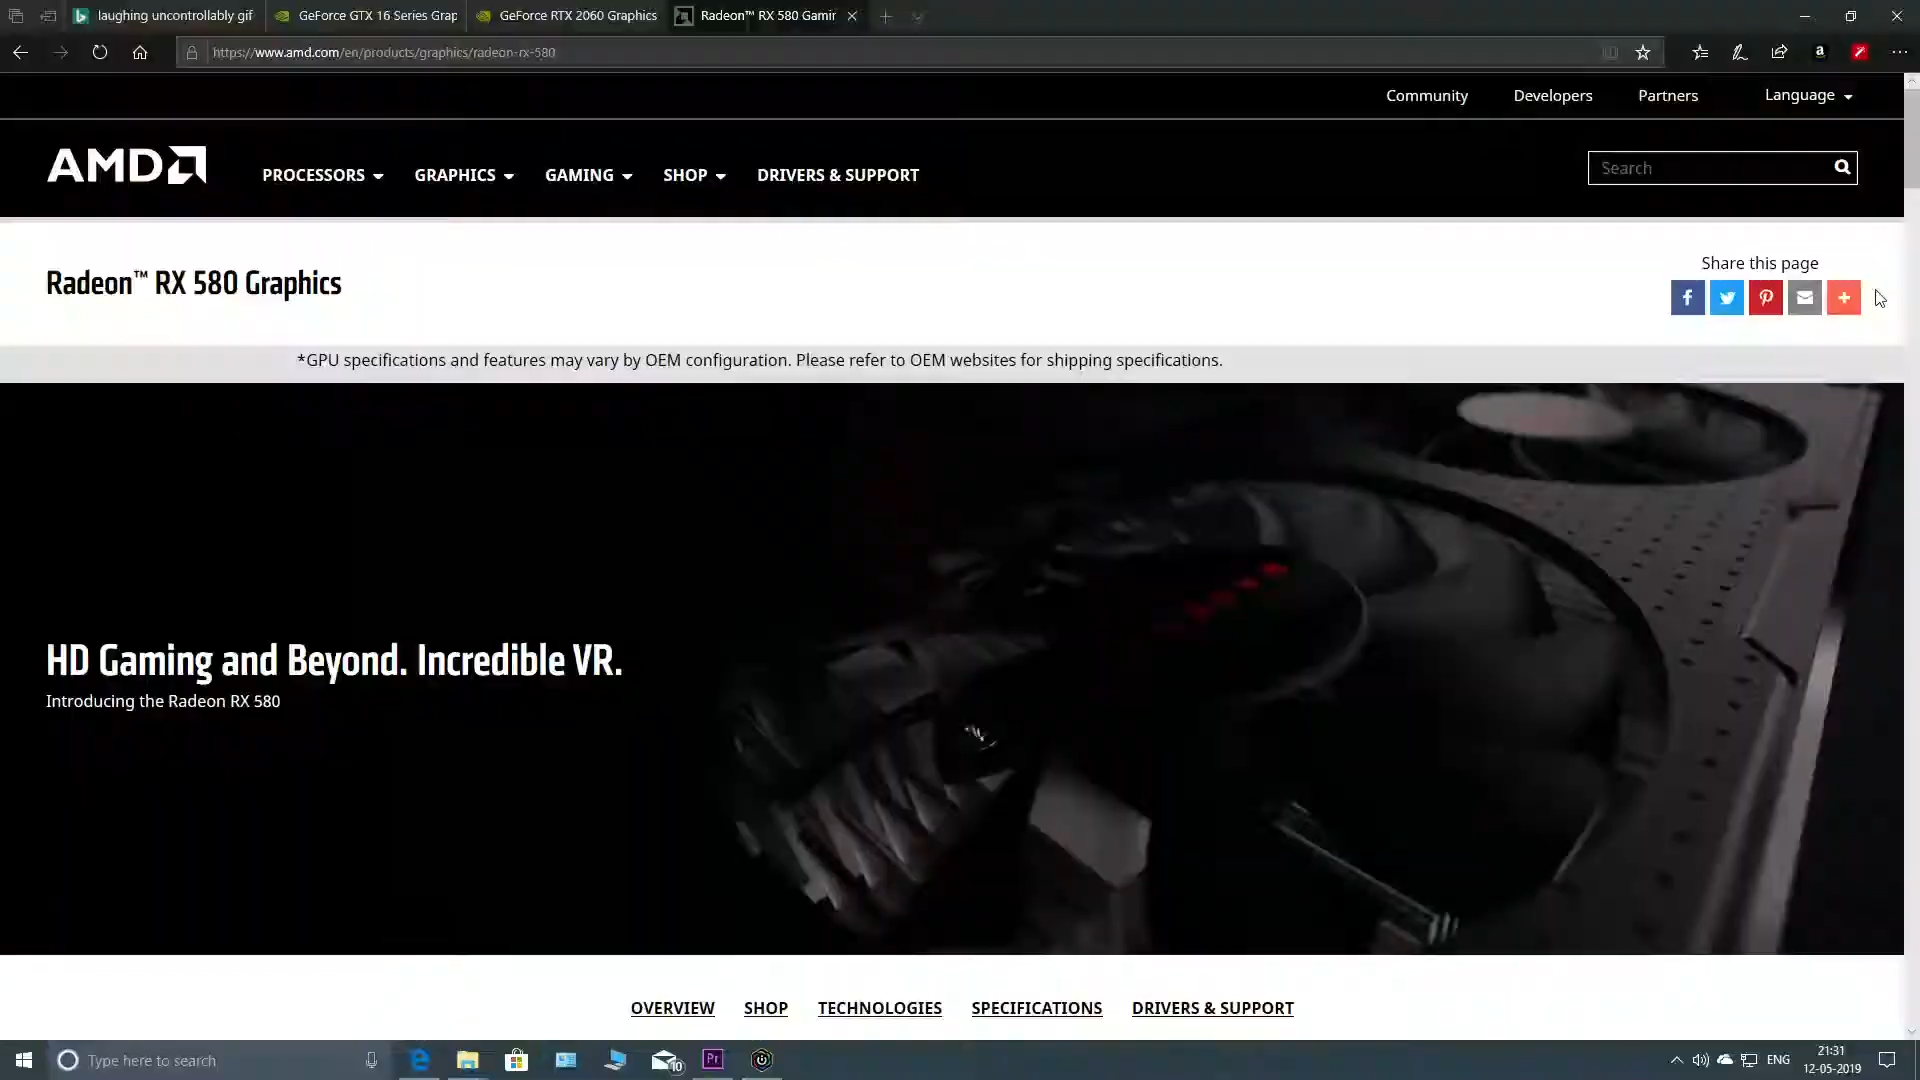 laughing uncontrollably gif
GeForce GTX 16 Series Grap
GeForce RTX 2060 Graphics
Radeon™ RX 580 Gamin
https://www.amd.com/en/products/graphics/radeon-rx-580
Community
Developers
Partners
Language
AMD
PROCESSORS
GRAPHICS
GAMING
SHOP
DRIVERS & SUPPORT
Search
Radeon™ RX 580 Graphics
Share this page
*GPU specifications and features may vary by OEM configuration. Please refer to OEM websites for shipping specifications.
HD Gaming and Beyond. Incredible VR.
Introducing the Radeon RX 580
OVERVIEW
SHOP
TECHNOLOGIES
SPECIFICATIONS
DRIVERS & SUPPORT
Type here to search
10
Pr
ENG
21:31
12-05-2019